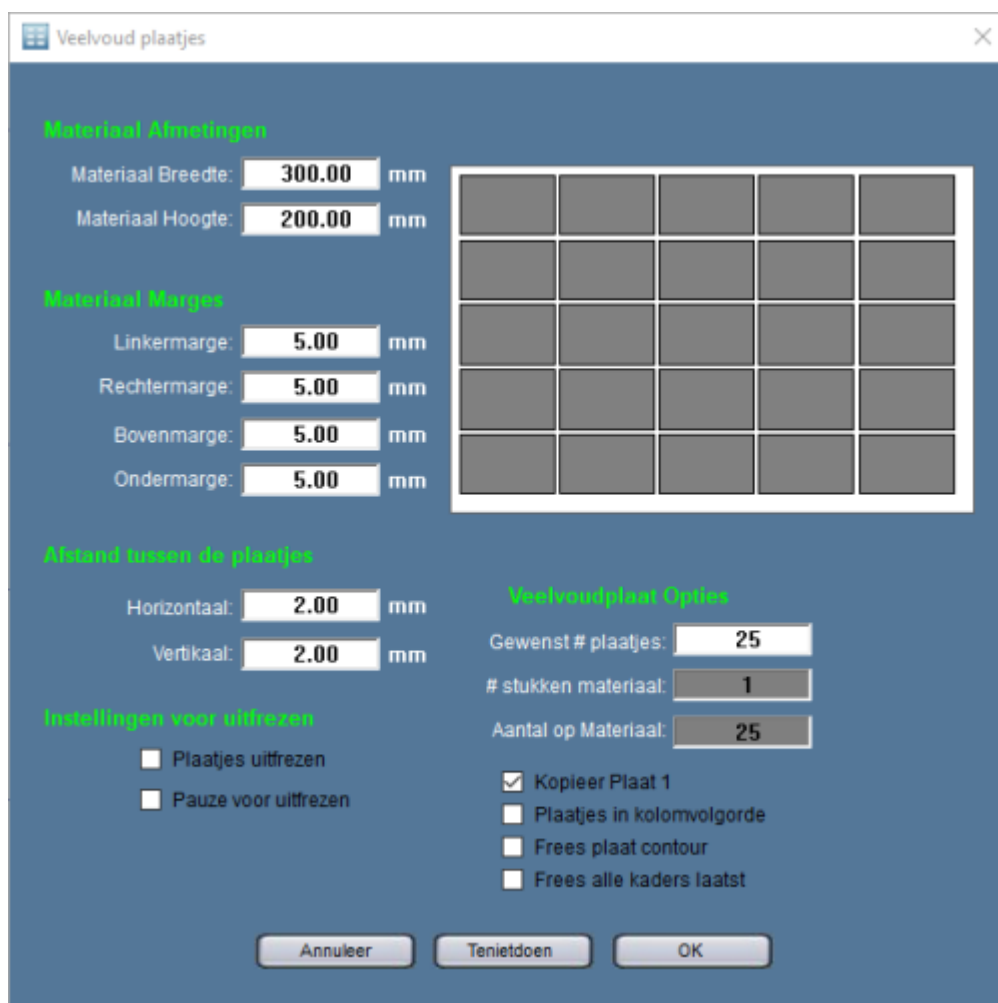 Veelvoud plaatjes
Materiaal Afmetingen
Materiaal Breedte: 300.00 mm
Materiaal Hoogte: 200.00 mm
Materiaal Marges
Linkermarge: 5.00 mm
Rechtermarge: 5.00 mm
Bovenmarge: 5.00 mm
Ondermarge: 5.00 mm
Afstand tussen de plaatjes
Horizontaal: 2.00 mm
Vertikaal: 2.00 mm
Instellingen voor uitfrezen
Plaatjes uitfrezen
Pauze voor uitfrezen
Veelvoudplaat Opties
Gewenst # plaatjes: 25
# stukken materiaal: 1
Aantal op Materiaal: 25
Kopieer Plaat 1
Plaatjes in kolomvolgorde
Frees plaat contour
Frees alle kaders laatst
Annuleer Tenietdoen OK